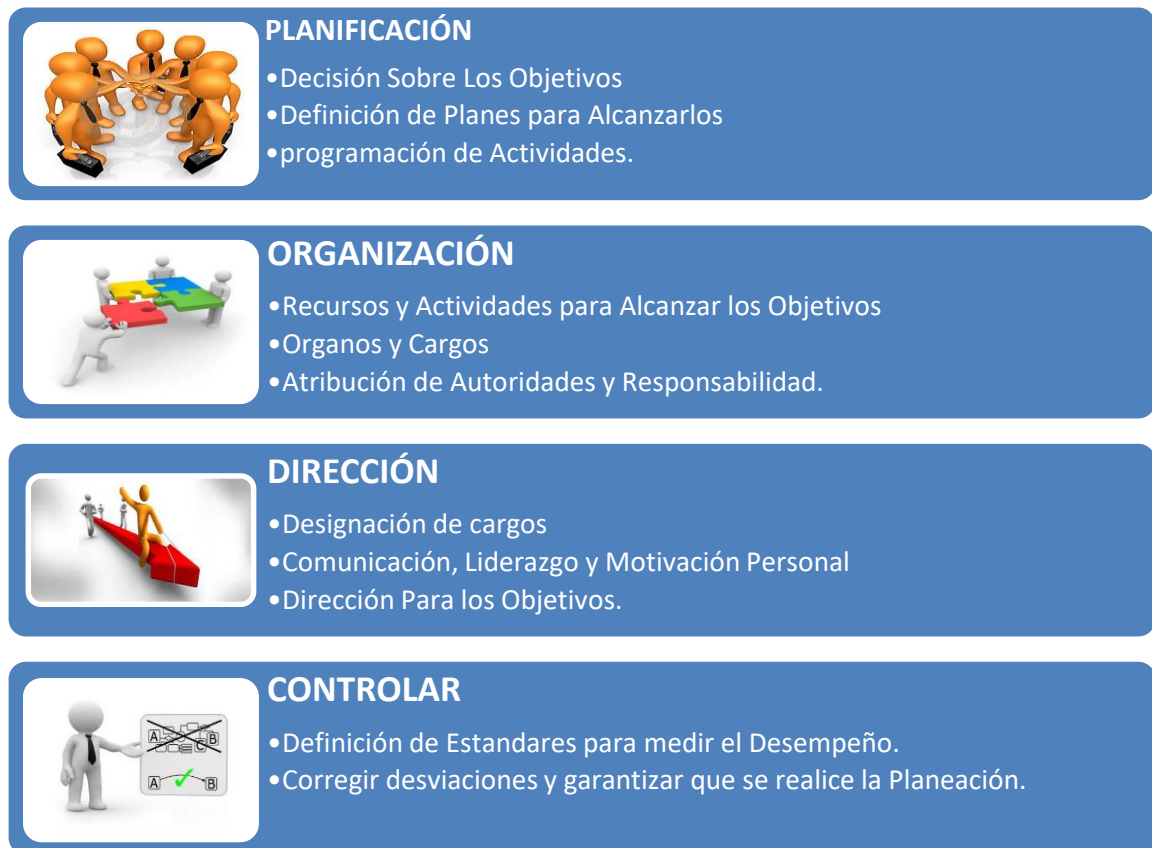 PLANIFICACIÓN
•Decisión Sobre Los Objetivos
•Definición de Planes para Alcanzarlos
•programación de Actividades.
ORGANIZACIÓN
•Recursos y Actividades para Alcanzar los Objetivos
•Organos y Cargos
•Atribución de Autoridades y Responsabilidad.
DIRECCIÓN
•Designación de cargos
•Comunicación, Liderazgo y Motivación Personal
•Dirección Para los Objetivos.
CONTROLAR
•Definición de Estandares para medir el Desempeño.
•Corregir desviaciones y garantizar que se realice la Planeación.
A C B
A B